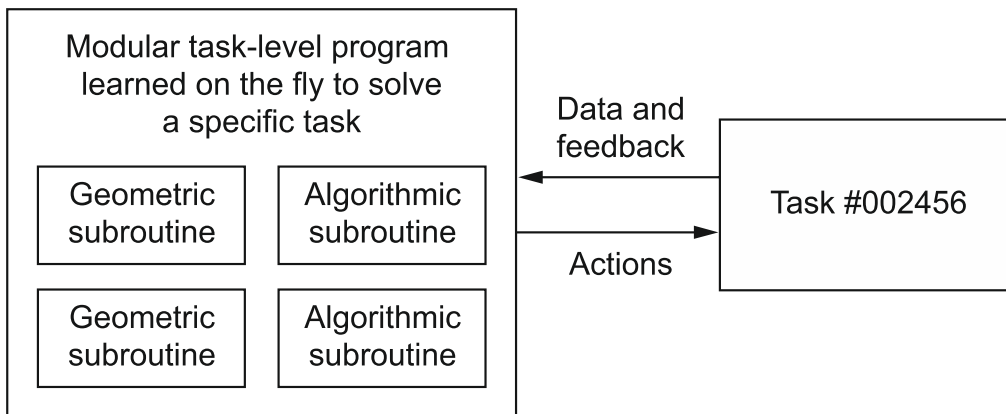 Modular task-level program
learned on the fly to solve
a specific task
Data and
feedback
Geometric
subroutine
Algorithmic
subroutine
Task #002456
Actions
Geometric
subroutine
Algorithmic
subroutine